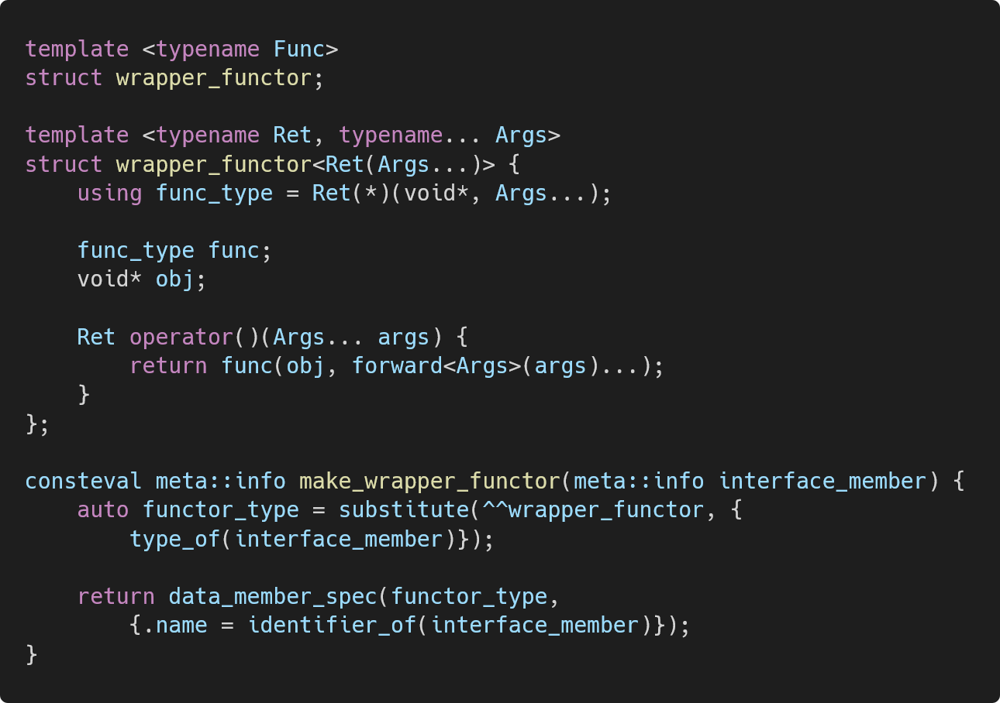 template <typename Func>
struct wrapper_functor;

template <typename Ret, typename... Args>
struct wrapper_functor<Ret(Args...)> {
    using func_type = Ret(*)(void*, Args...);

    func_type func;
    void* obj;

    Ret operator()(Args... args) {
        return func(obj, forward<Args>(args)...);
    }
};

consteval meta::info make_wrapper_functor(meta::info interface_member) {
    auto functor_type = substitute(^^wrapper_functor, {
        type_of(interface_member)});

    return data_member_spec(functor_type,
        {.name = identifier_of(interface_member)});
}